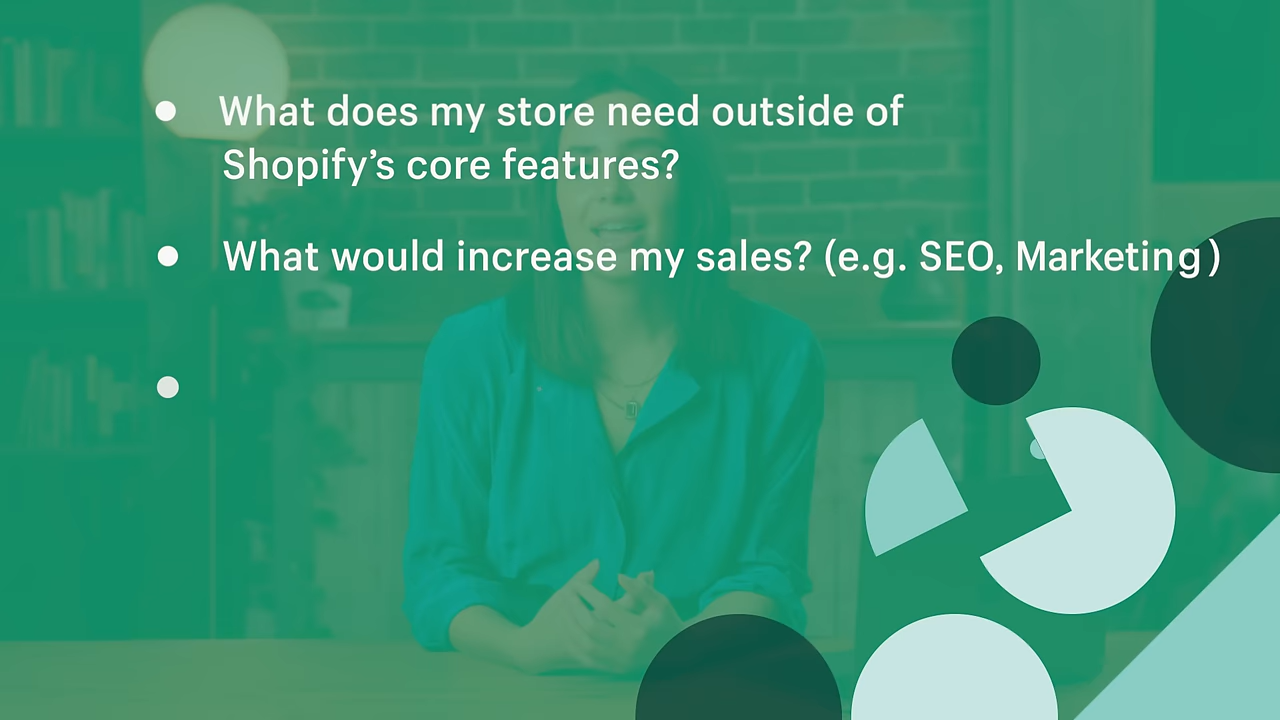 What does my store need outside of
Shopify’s core features?
What would increase my sales? (e.g. SEO, Marketing)